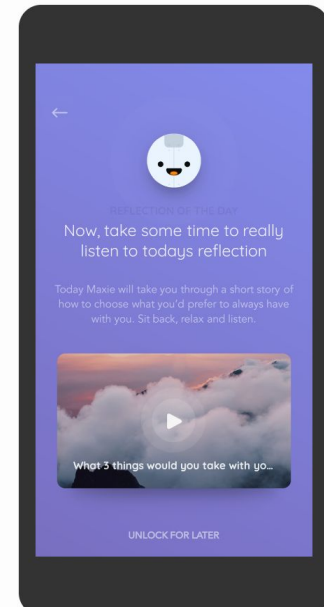 REFLECTION OF THE DAY
Now, take some time to really
listen to todays reflection
Today Maxie will take you through a short story of
how to choose what you'd prefer to always have
with you. Sit back, relax and listen.
What 3 things would you take with yo...
UNLOCK FOR LATER